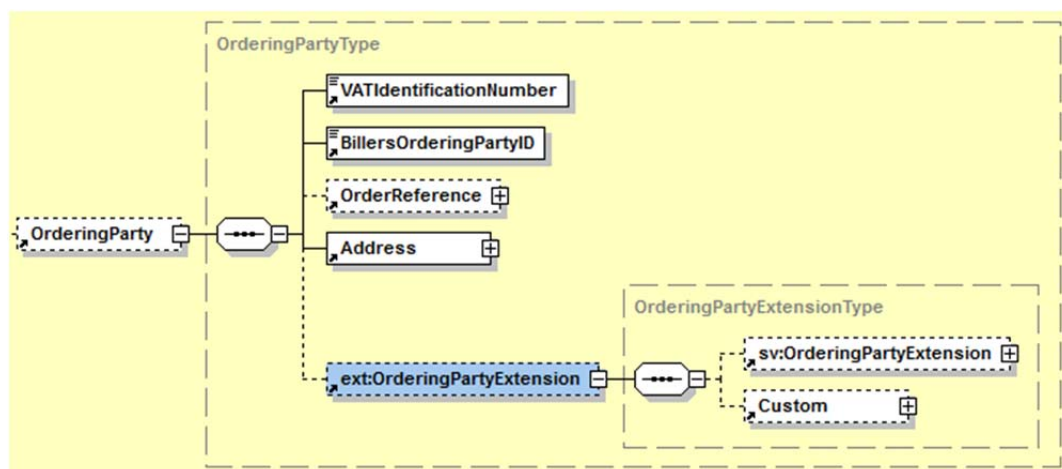 OrderingPartyType
VATIdentificationNumber
BillersOrderingPartyID
OrderReference
OrderingParty
Address
OrderingPartyExtensionType
sv:OrderingPartyExtension
ext:OrderingPartyExtension
Custom